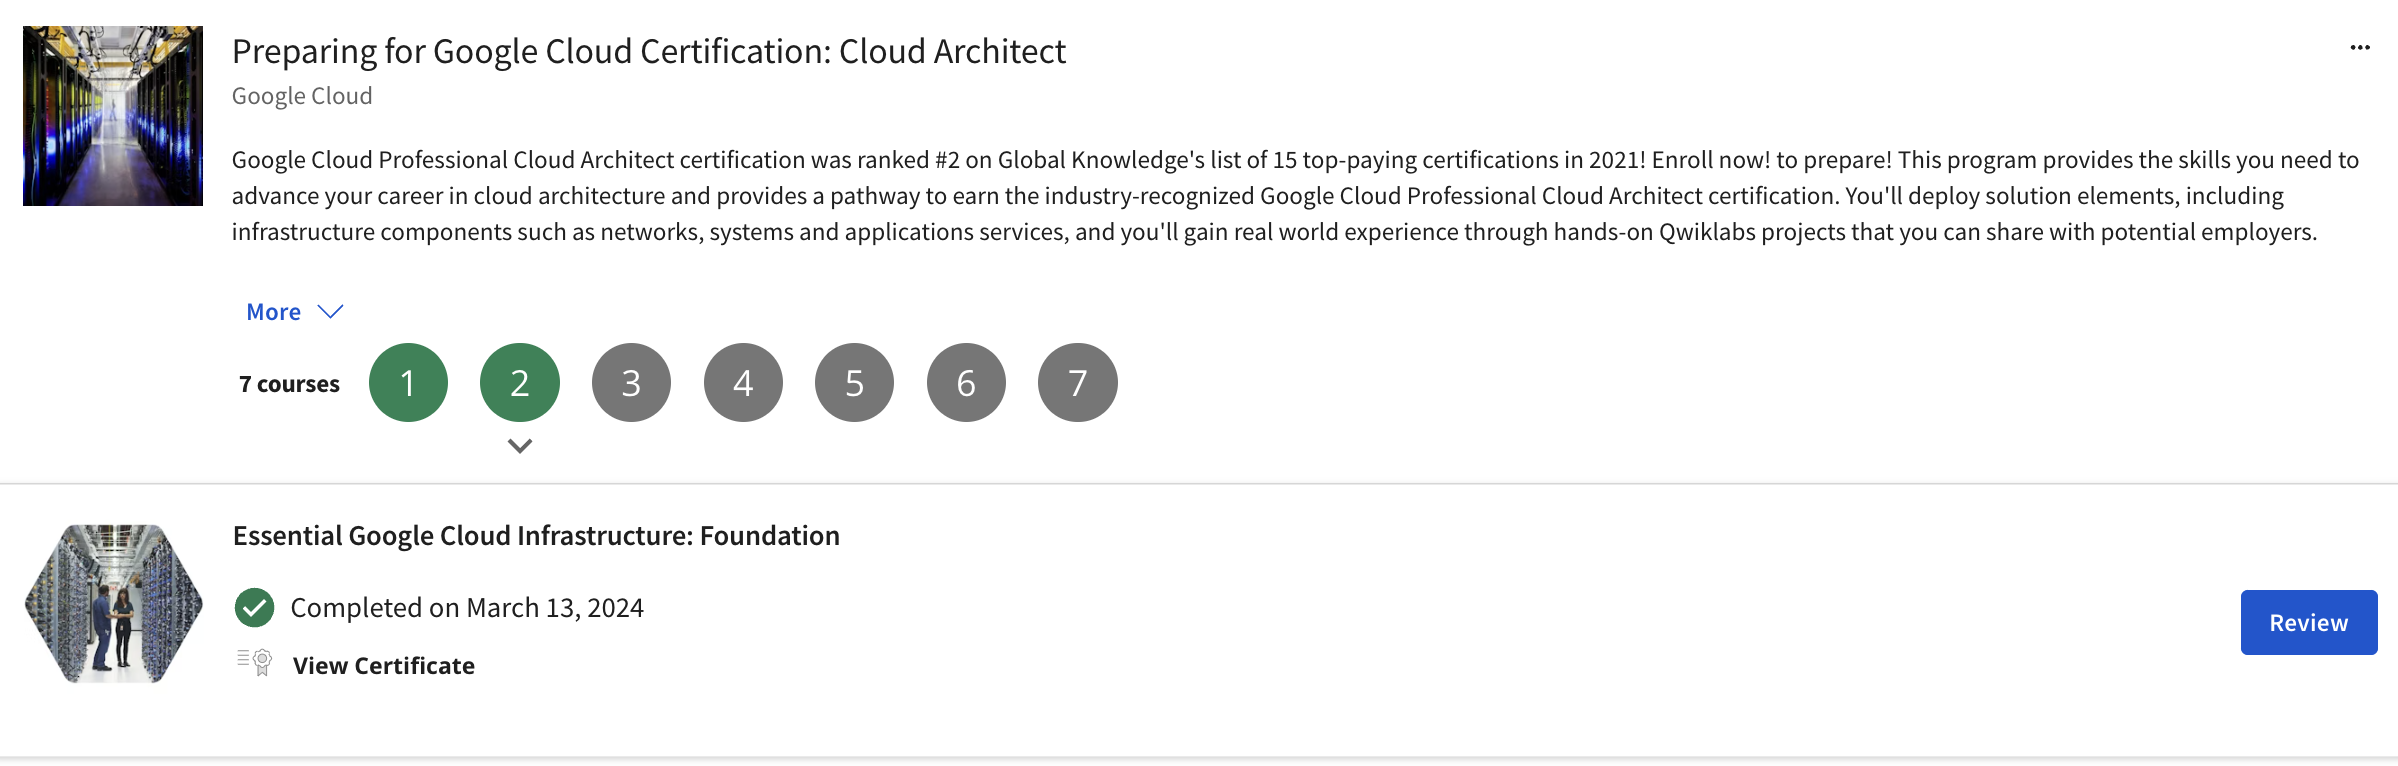 Preparing for Google Cloud Certification: Cloud Architect
Google Cloud
Google Cloud Professional Cloud Architect certification was ranked #2 on Global Knowledge's list of 15 top-paying certifications in 2021! Enroll now! to prepare! This program provides the skills you need to
advance your career in cloud architecture and provides a pathway to earn the industry-recognized Google Cloud Professional Cloud Architect certification. You'll deploy solution elements, including
infrastructure components such as networks, systems and applications services, and you'll gain real world experience through hands-on Qwiklabs projects that you can share with potential employers.
More
7 courses 1 2 3 4 5 6 7
Essential Google Cloud Infrastructure: Foundation
Completed on March 13, 2024
Review
View Certificate